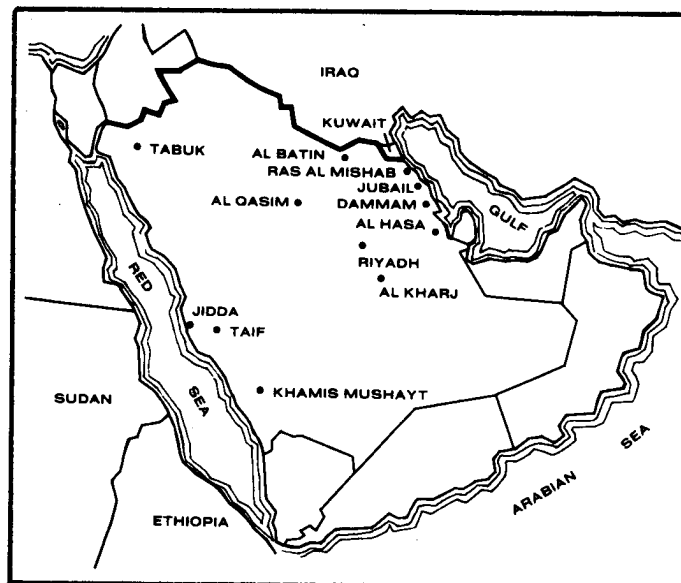 IRAQ
KUWAIT
TABUK
AL BATIN
RAS AL MISHAB
JUBAIL
AL QASIM
DAMMAM
GULF
AL HASA
RIYADH
RED
AL KHARJ
JIDDA
TAIF
SEA
KHAMIS MUSHAYT
SUDAN
SEA
ARABIAN
ETHIOPIA